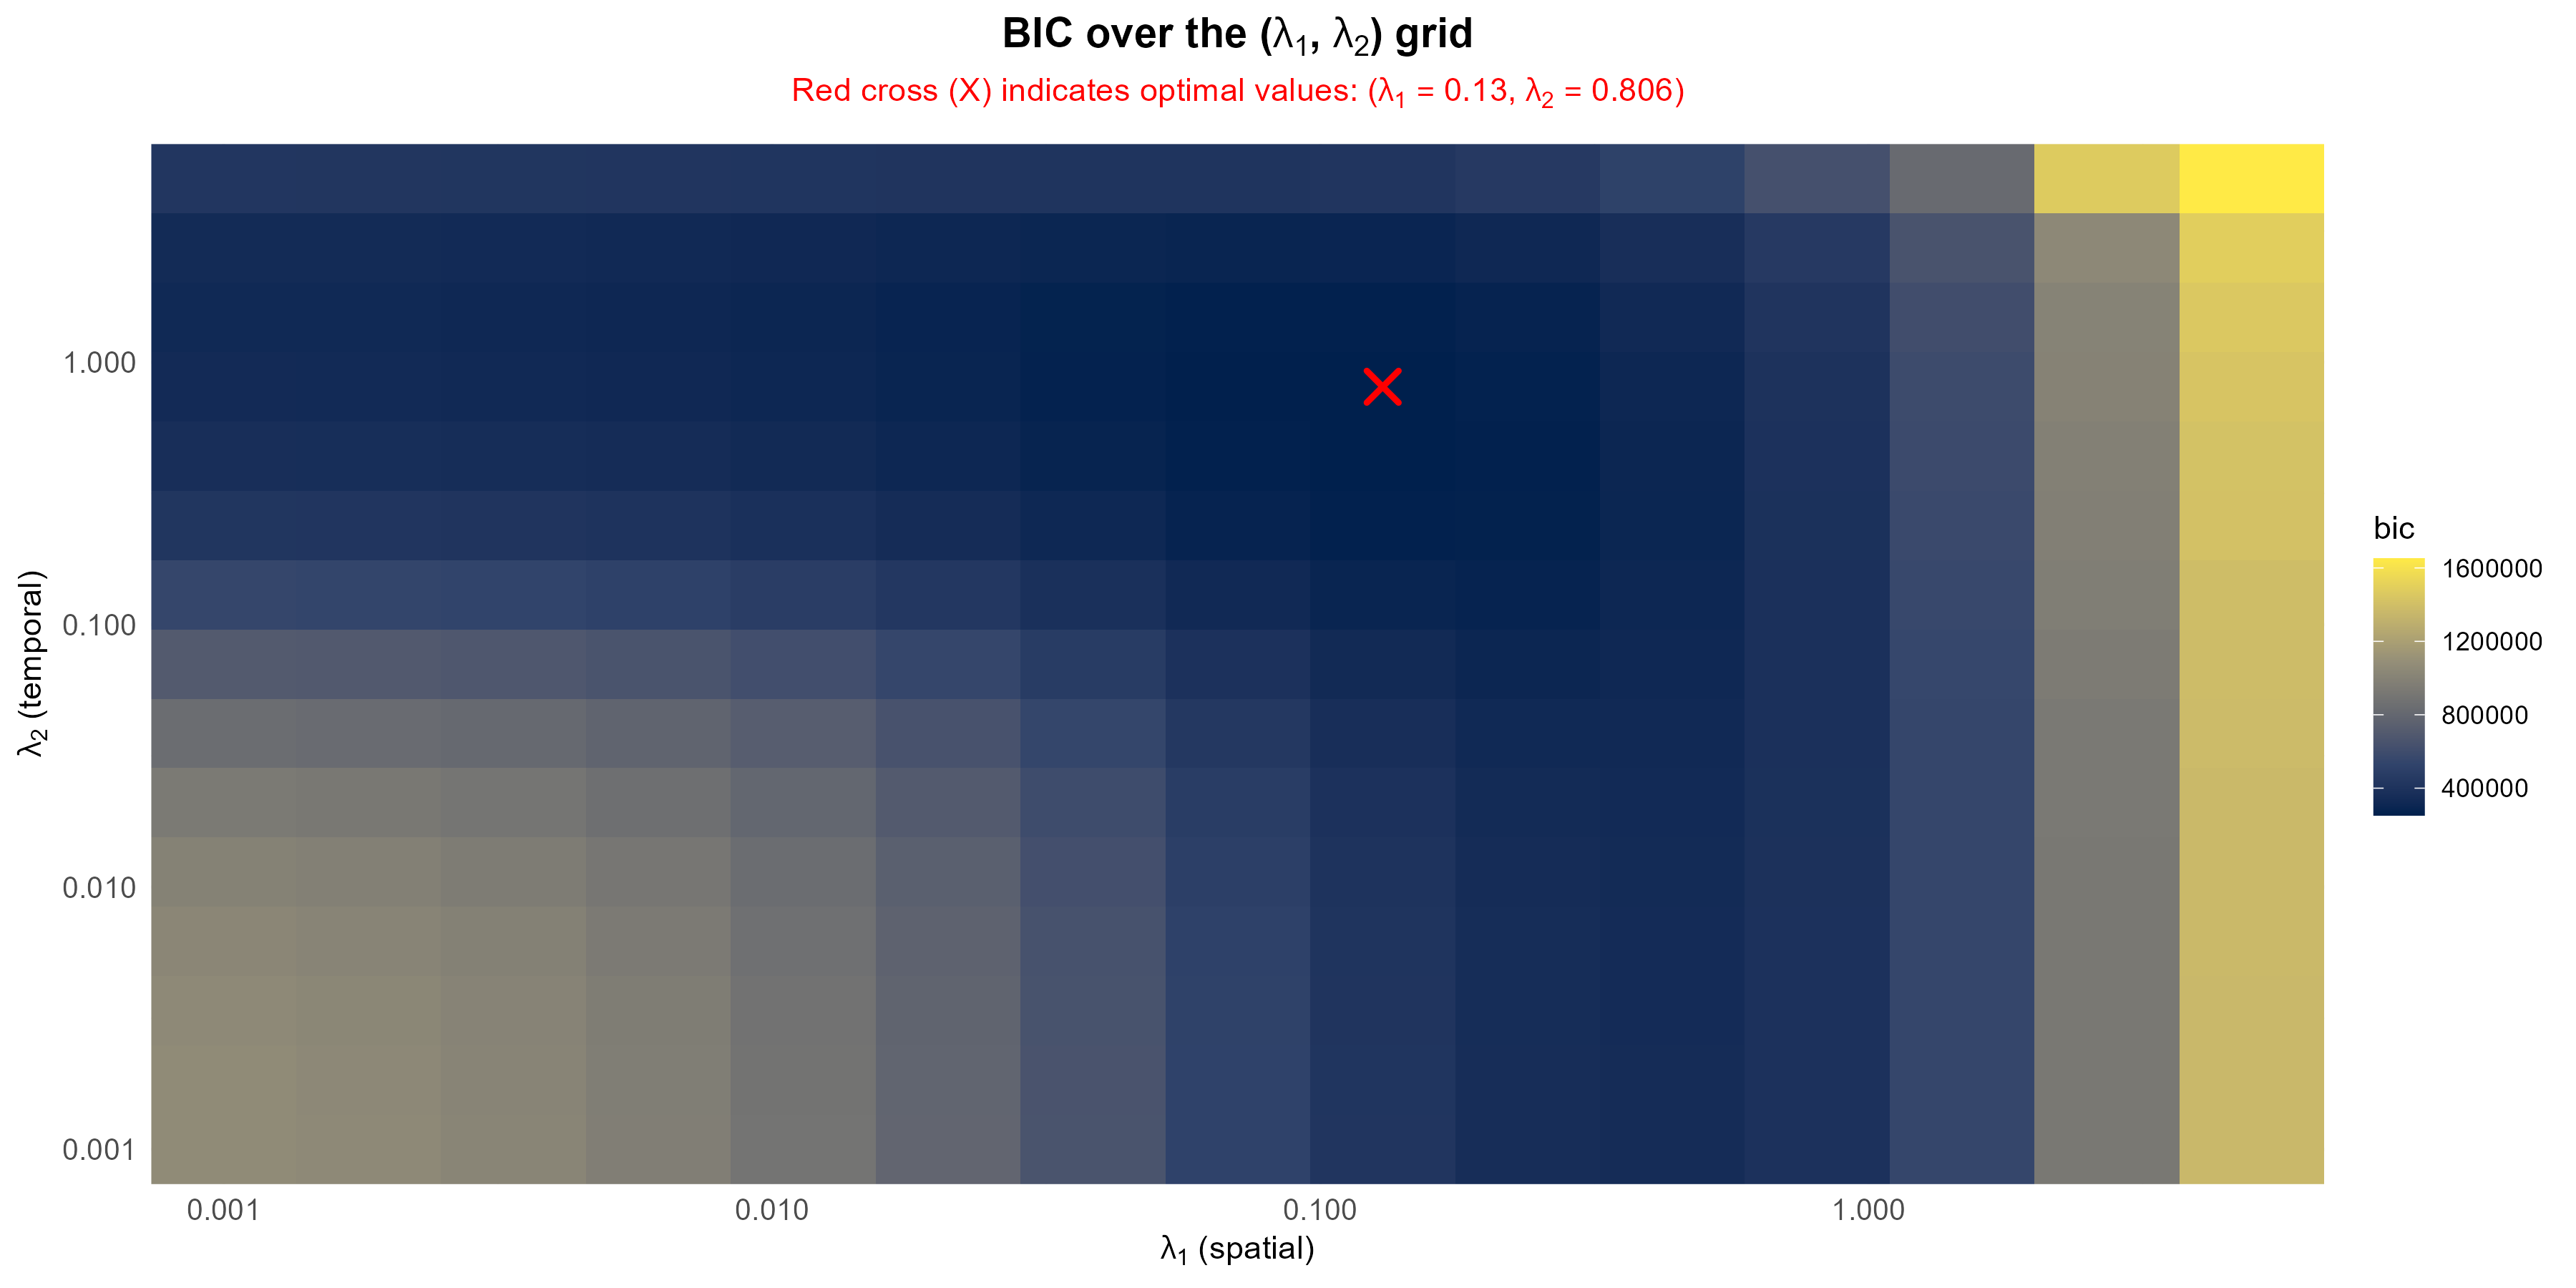 BIC over the (λ₁, λ₂) grid
Red cross (X) indicates optimal values: (λ₁ = 0.13, λ₂ = 0.806)
λ₂ (temporal)
1.000
0.100
0.010
0.001
0.001 0.010 0.100 1.000
λ₁ (spatial)
bic
1600000
1200000
800000
400000